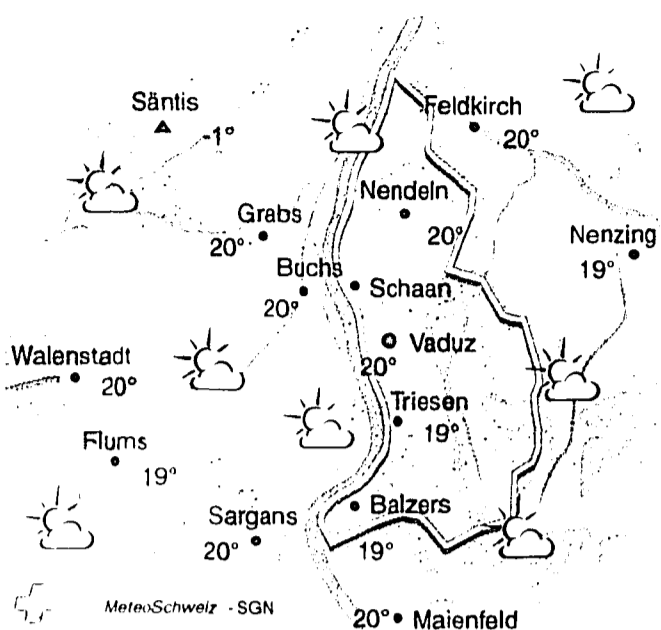 Säntis
-1°
Feldkirch
20°
Nendeln
20°
Grabs
20°
Nenzing
19°
Buchs
20°
Schaan
Vaduz
20°
Walenstadt
20°
Triesen
19°
Flums
19°
Balzers
19°
Sargans
20°
MeteoSchweiz - SGN
20° Maienfeld